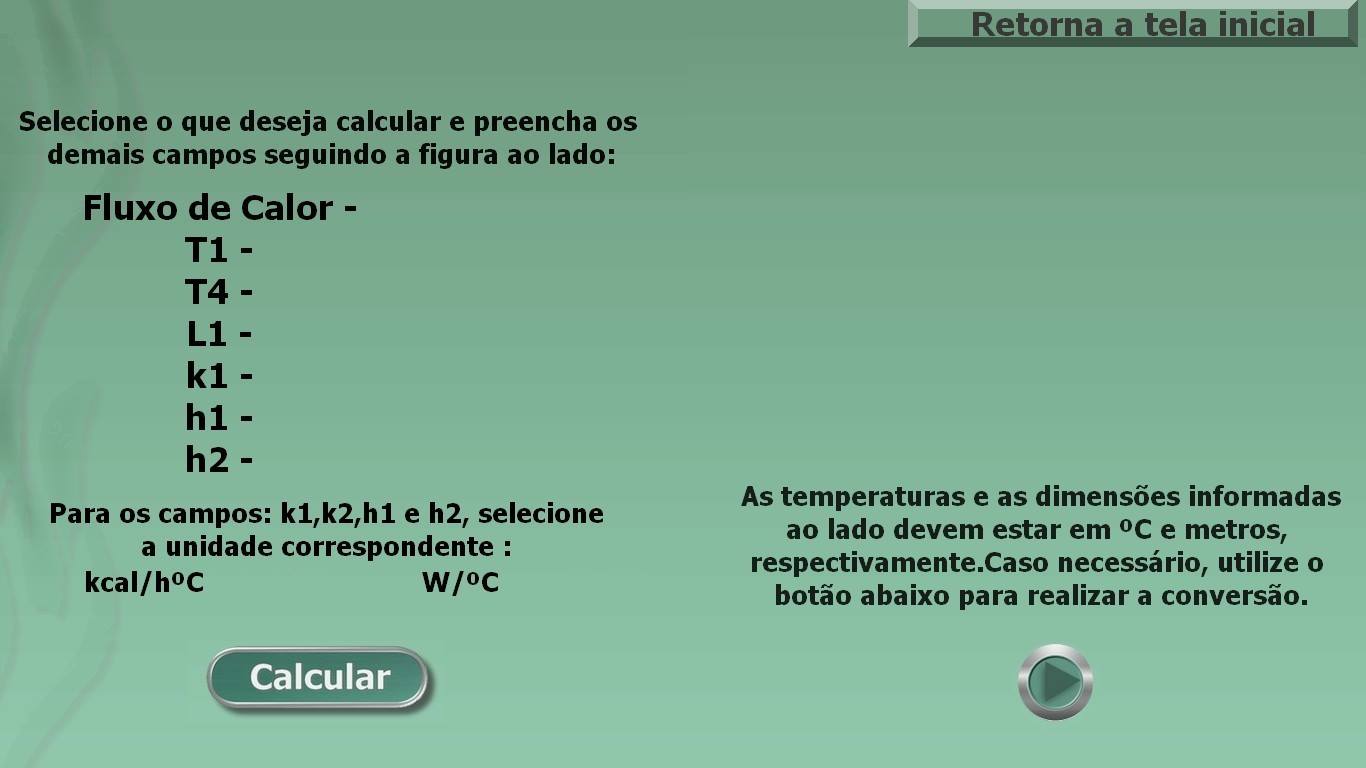 Retorna a tela inicial
Selecione o que deseja calcular e preencha os
demais campos seguindo a figura ao lado:
Fluxo de Calor -
T1 -
T4 -
L1 -
k1 -
h1 -
h2 -
Para os campos: k1,k2,h1 e h2, selecione
a unidade correspondente :
kcal/hºC W/ºC
Calcular
As temperaturas e as dimensões informadas
ao lado devem estar em ºC e metros,
respectivamente.Caso necessário, utilize o
botão abaixo para realizar a conversão.